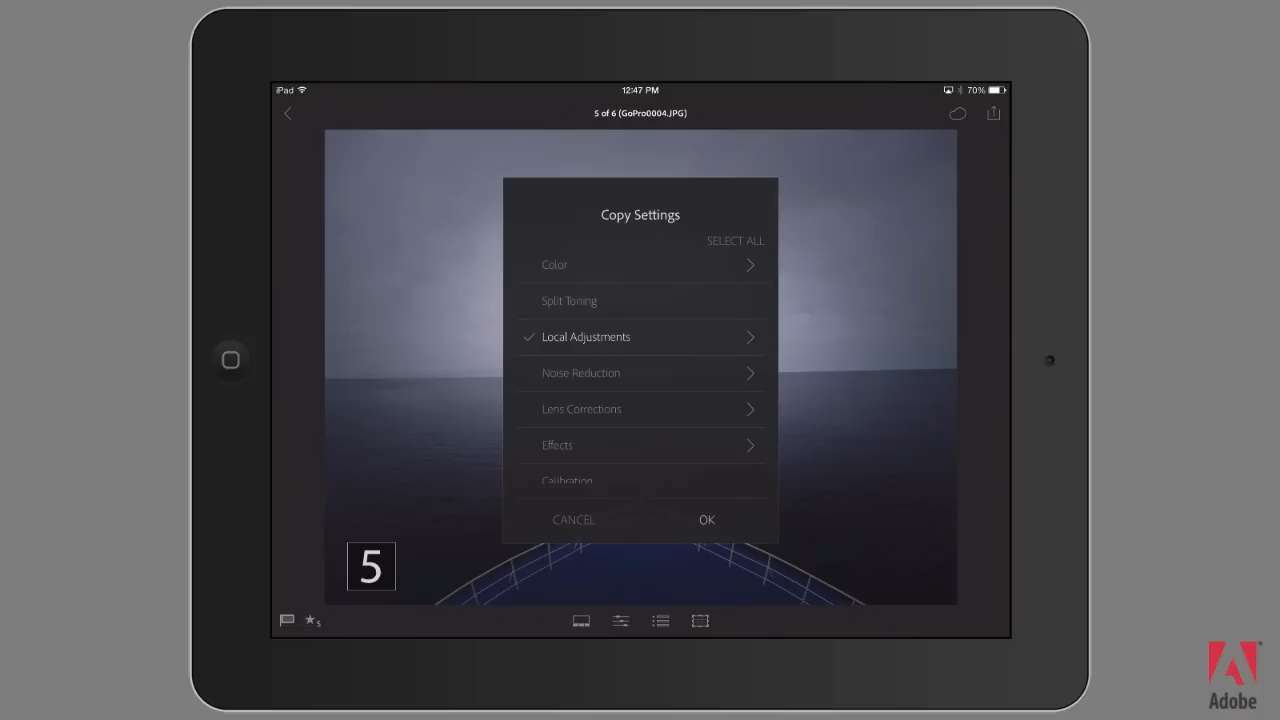 iPad
12:47 PM
70%
5 of 6 (GoPro0004.JPG)
Copy Settings
SELECT ALL
Color
Split Toning
Local Adjustments
Noise Reduction
Lens Corrections
Effects
Calibration
CANCEL
OK
5
5
Adobe